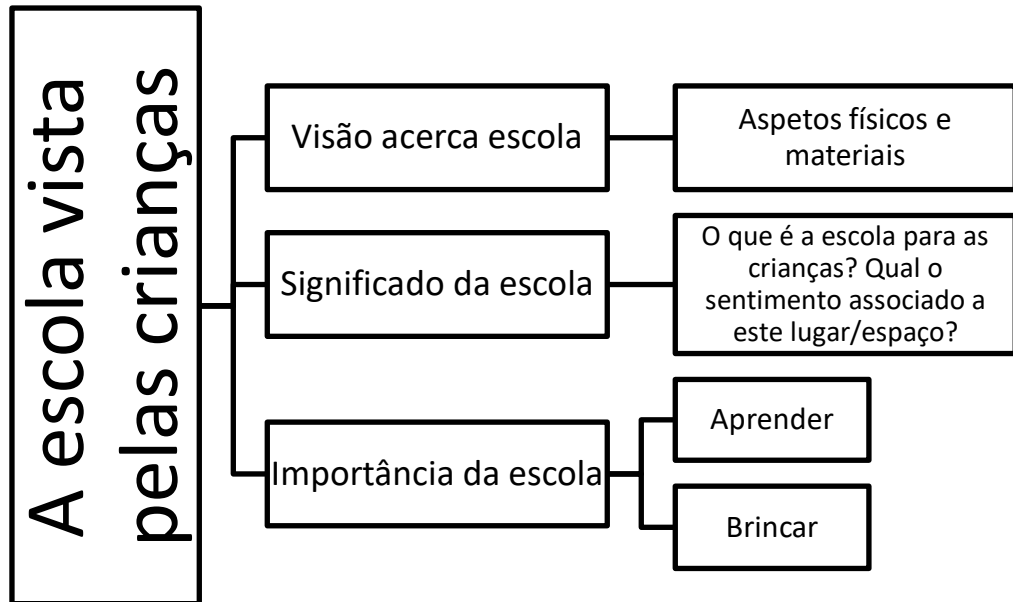 A escola vista
pelas crianças
Visão acerca escola
Aspetos físicos e
materiais
Significado da escola
O que é a escola para as
crianças? Qual o
sentimento associado a
este lugar/espaço?
Importância da escola
Aprender
Brincar